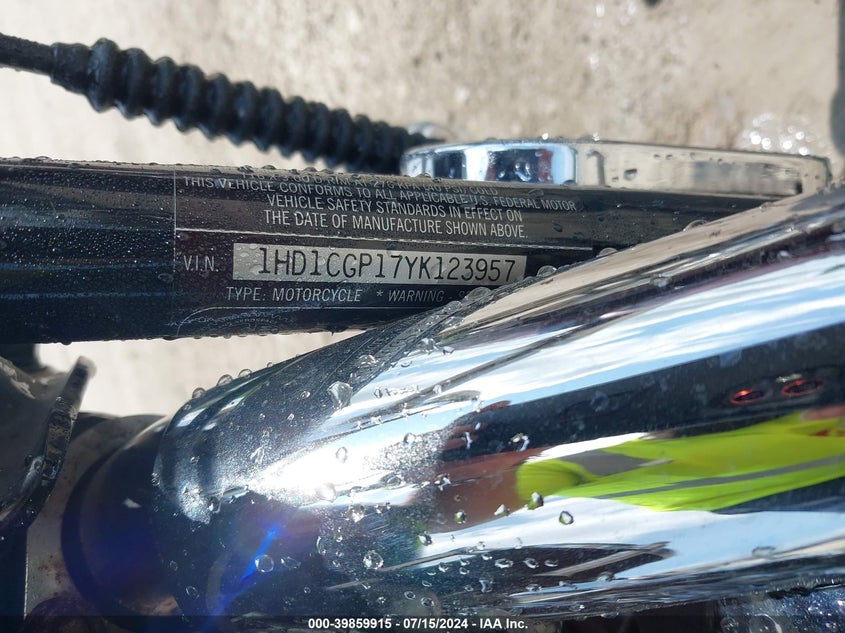 THIS VEHICLE CONFORMS TO ALL APPLICABLE U.S. FEDERAL MOTOR
VEHICLE SAFETY STANDARDS IN EFFECT ON
THE DATE OF MANUFACTURE SHOWN ABOVE.
V.I.N. 1HD1CGP17YK123957
TYPE: MOTORCYCLE * WARNING -
000-39859915 - 07/15/2024 - IAA Inc.